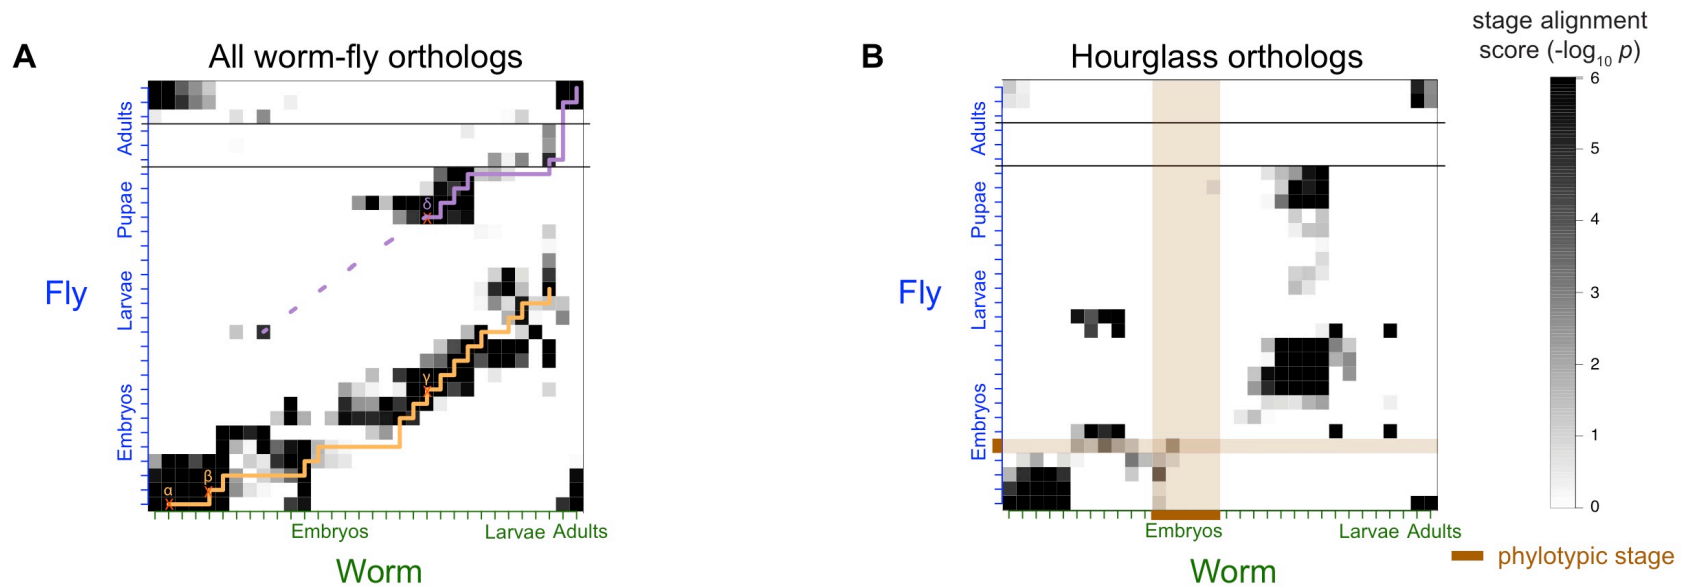 A
All worm-fly orthologs
B
Hourglass orthologs
stage alignment
score (-log₁₀ p)
6
5
4
3
2
1
0
Fly
Adults
Pupae
Larvae
Embryos
δ
γ
β
α
Embryos
Larvae
Adults
Worm
Fly
Adults
Pupae
Larvae
Embryos
Embryos
Larvae
Adults
Worm
phylotypic stage